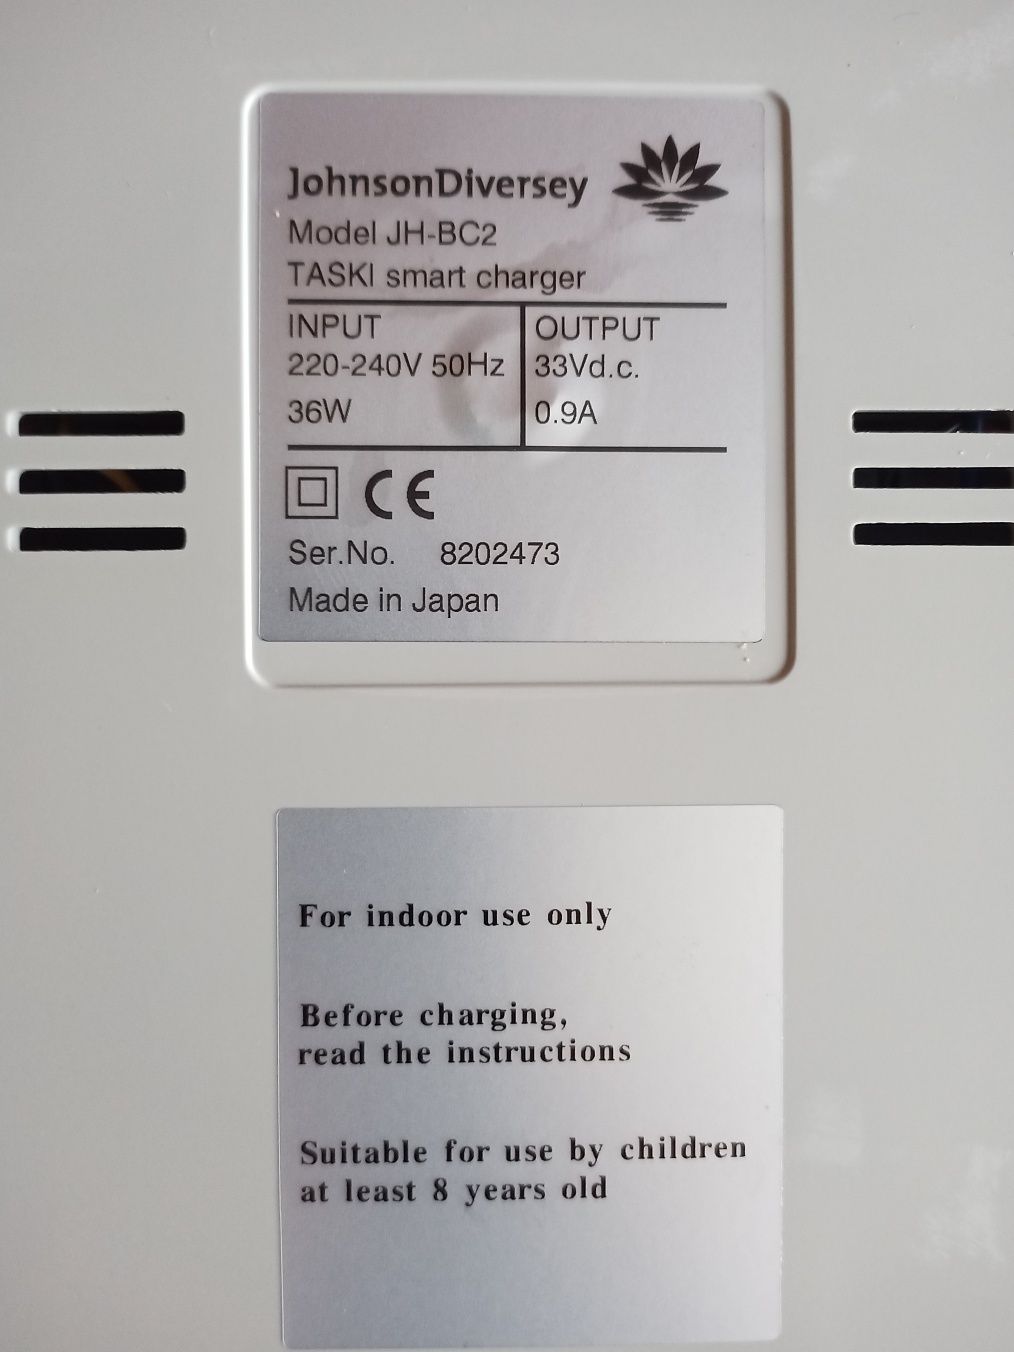 JohnsonDiversey
Model JH-BC2
TASKI smart charger
INPUT
220-240V 50Hz
36W
OUTPUT
33Vd.c.
0.9A
CE
Ser.No. 8202473
Made in Japan
For indoor use only
Before charging,
read the instructions
Suitable for use by children
at least 8 years old